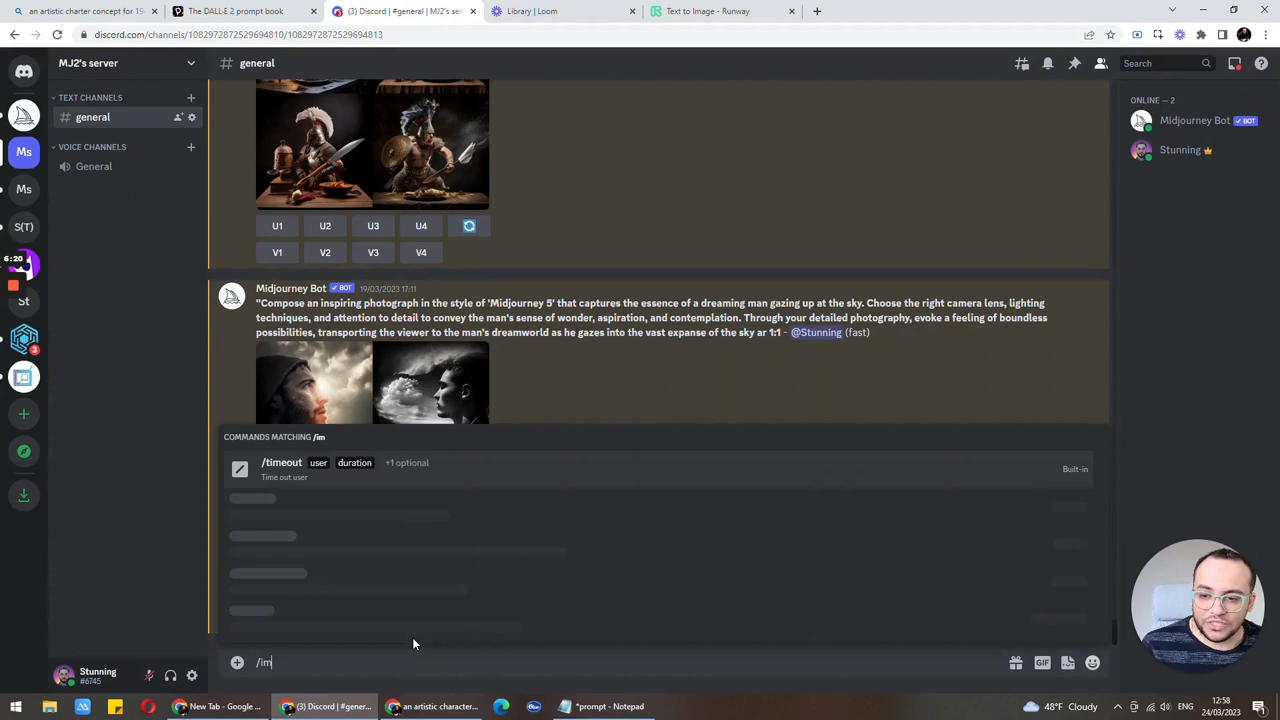 an artistic charter concept for 19
The DALL·E 2 prompt book
Discord | #general | MJ2's ser
Library | Loom
Text to Image - Runway
discord.com/channels/1082972872529694810/1082972872529694813
MJ2's server
general
Search
TEXT CHANNELS
general
VOICE CHANNELS
General
Ms
Ms
S(T)
6:20
St
3
U1 U2 U3 U4
V1 V2 V3 V4
Midjourney Bot BOT 19/03/2023 17:11
"Compose an inspiring photograph in the style of 'Midjourney 5' that captures the essence of a dreaming man gazing up at the sky. Choose the right camera lens, lighting
techniques, and attention to detail to convey the man's sense of wonder, aspiration, and contemplation. Through your detailed photography, evoke a feeling of boundless
possibilities, transporting the viewer to the man's dreamworld as he gazes into the vast expanse of the sky ar 1:1 - @Stunning (fast)
COMMANDS MATCHING /im
/timeout user duration +1 optional
Time out user
Built-in
/im
GIF
ONLINE — 2
Midjourney Bot BOT
Stunning
Stunning
#6745
New Tab - Google ...
(3) Discord | #gener...
an artistic character...
*prompt - Notepad
48°F Cloudy
ENG
12:58
24/03/2023